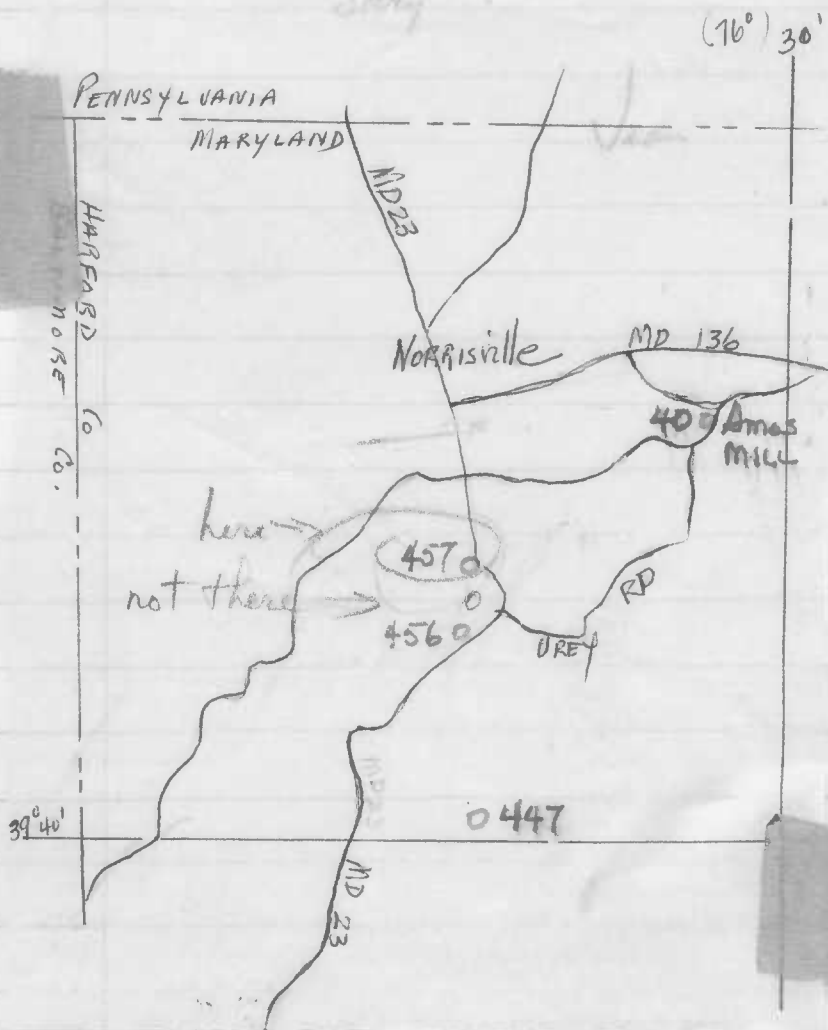 (76°) 30'
PENNSYLVANIA
MARYLAND
MD 23
HARFORD CO
CO.
NORRISville
MD 136
40 Amos
MILL
here
457
not there
456
UREY RD
MD 23
447
39°40'
MD 23